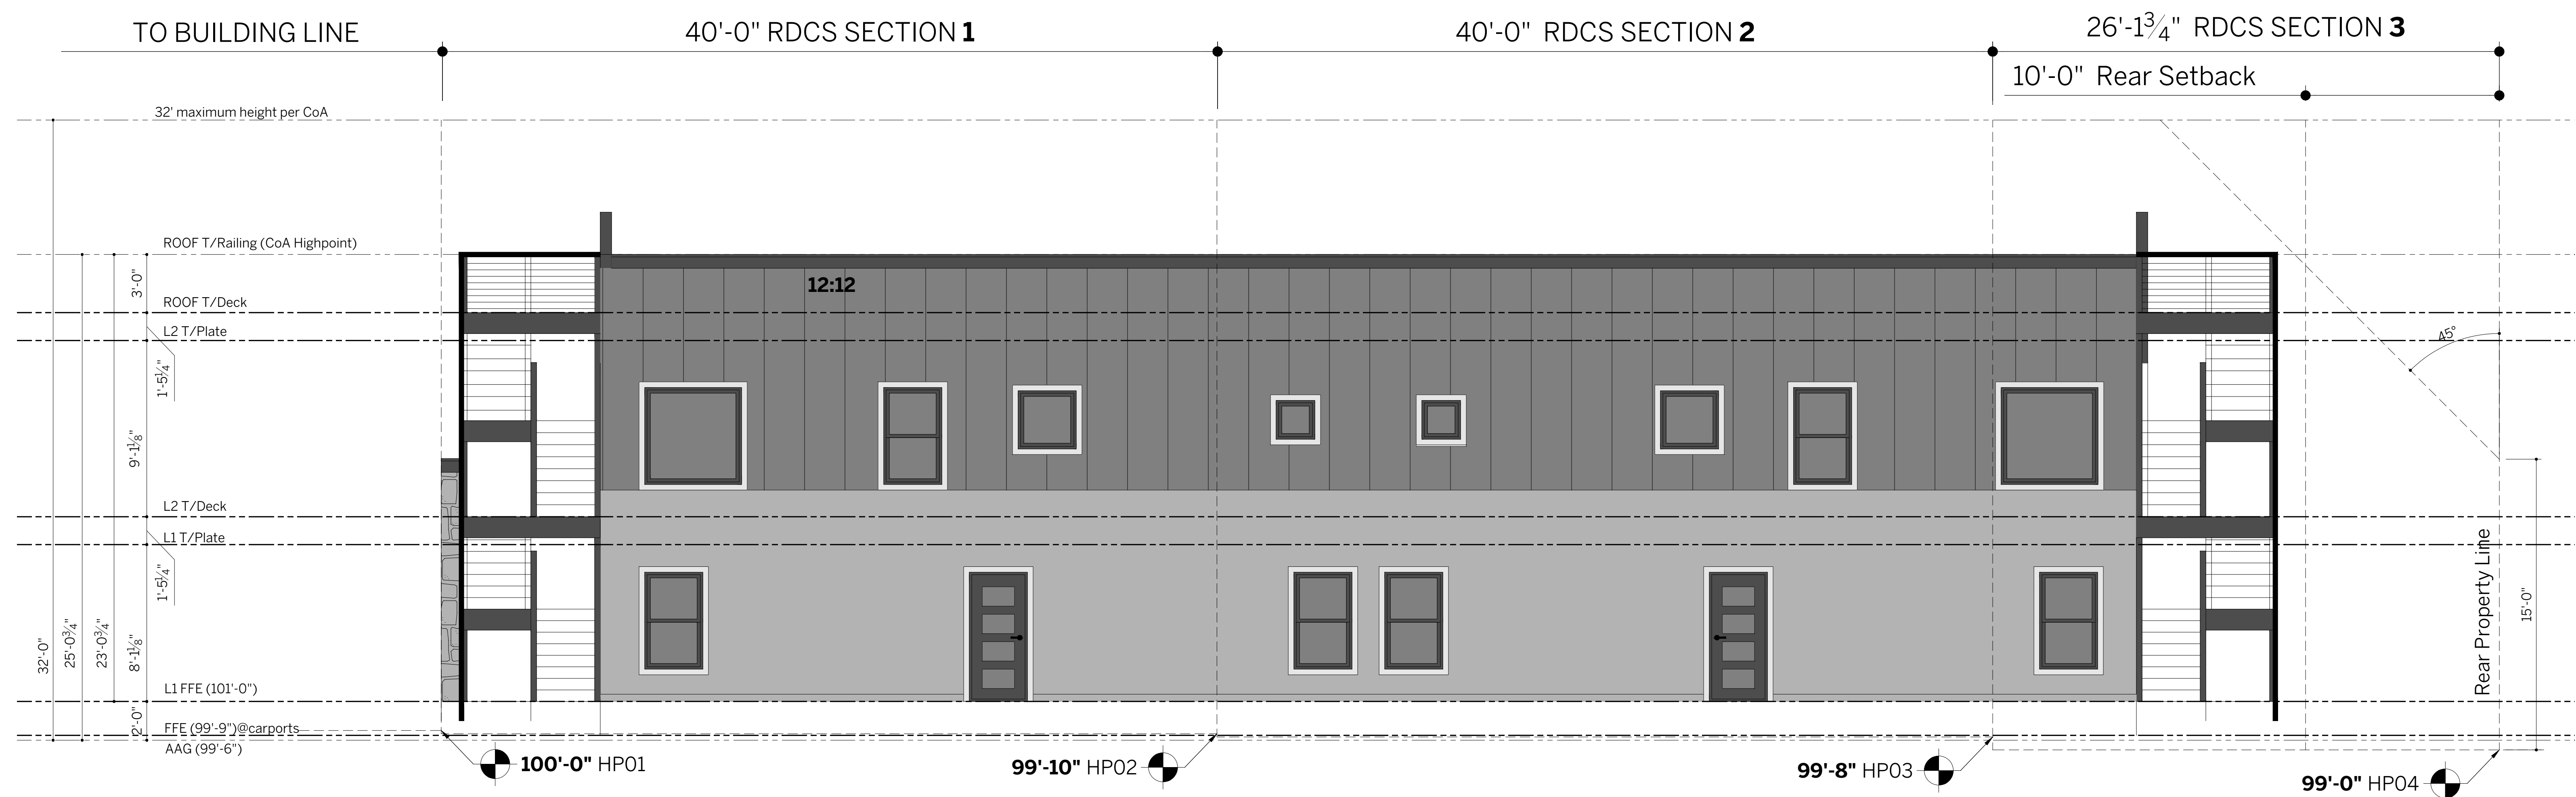 TO BUILDING LINE
40'-0" RDCS SECTION 1
40'-0" RDCS SECTION 2
26'-1¾" RDCS SECTION 3
10'-0" Rear Setback
32' maximum height per CoA
ROOF T/Railing (CoA Highpoint)
3'-0"
12:12
ROOF T/Deck
L2 T/Plate
45°
1'-5¼"
9'-1⅛"
L2 T/Deck
L1 T/Plate
1'-5¼"
Rear Property Line
15'-0"
32'-0"
25'-0¾"
23'-0¾"
8'-1⅛"
L1 FFE (101'-0")
2'-0"
FFE (99'-9")@carports
AAG (99'-6")
100'-0" HP01
99'-10" HP02
99'-8" HP03
99'-0" HP04